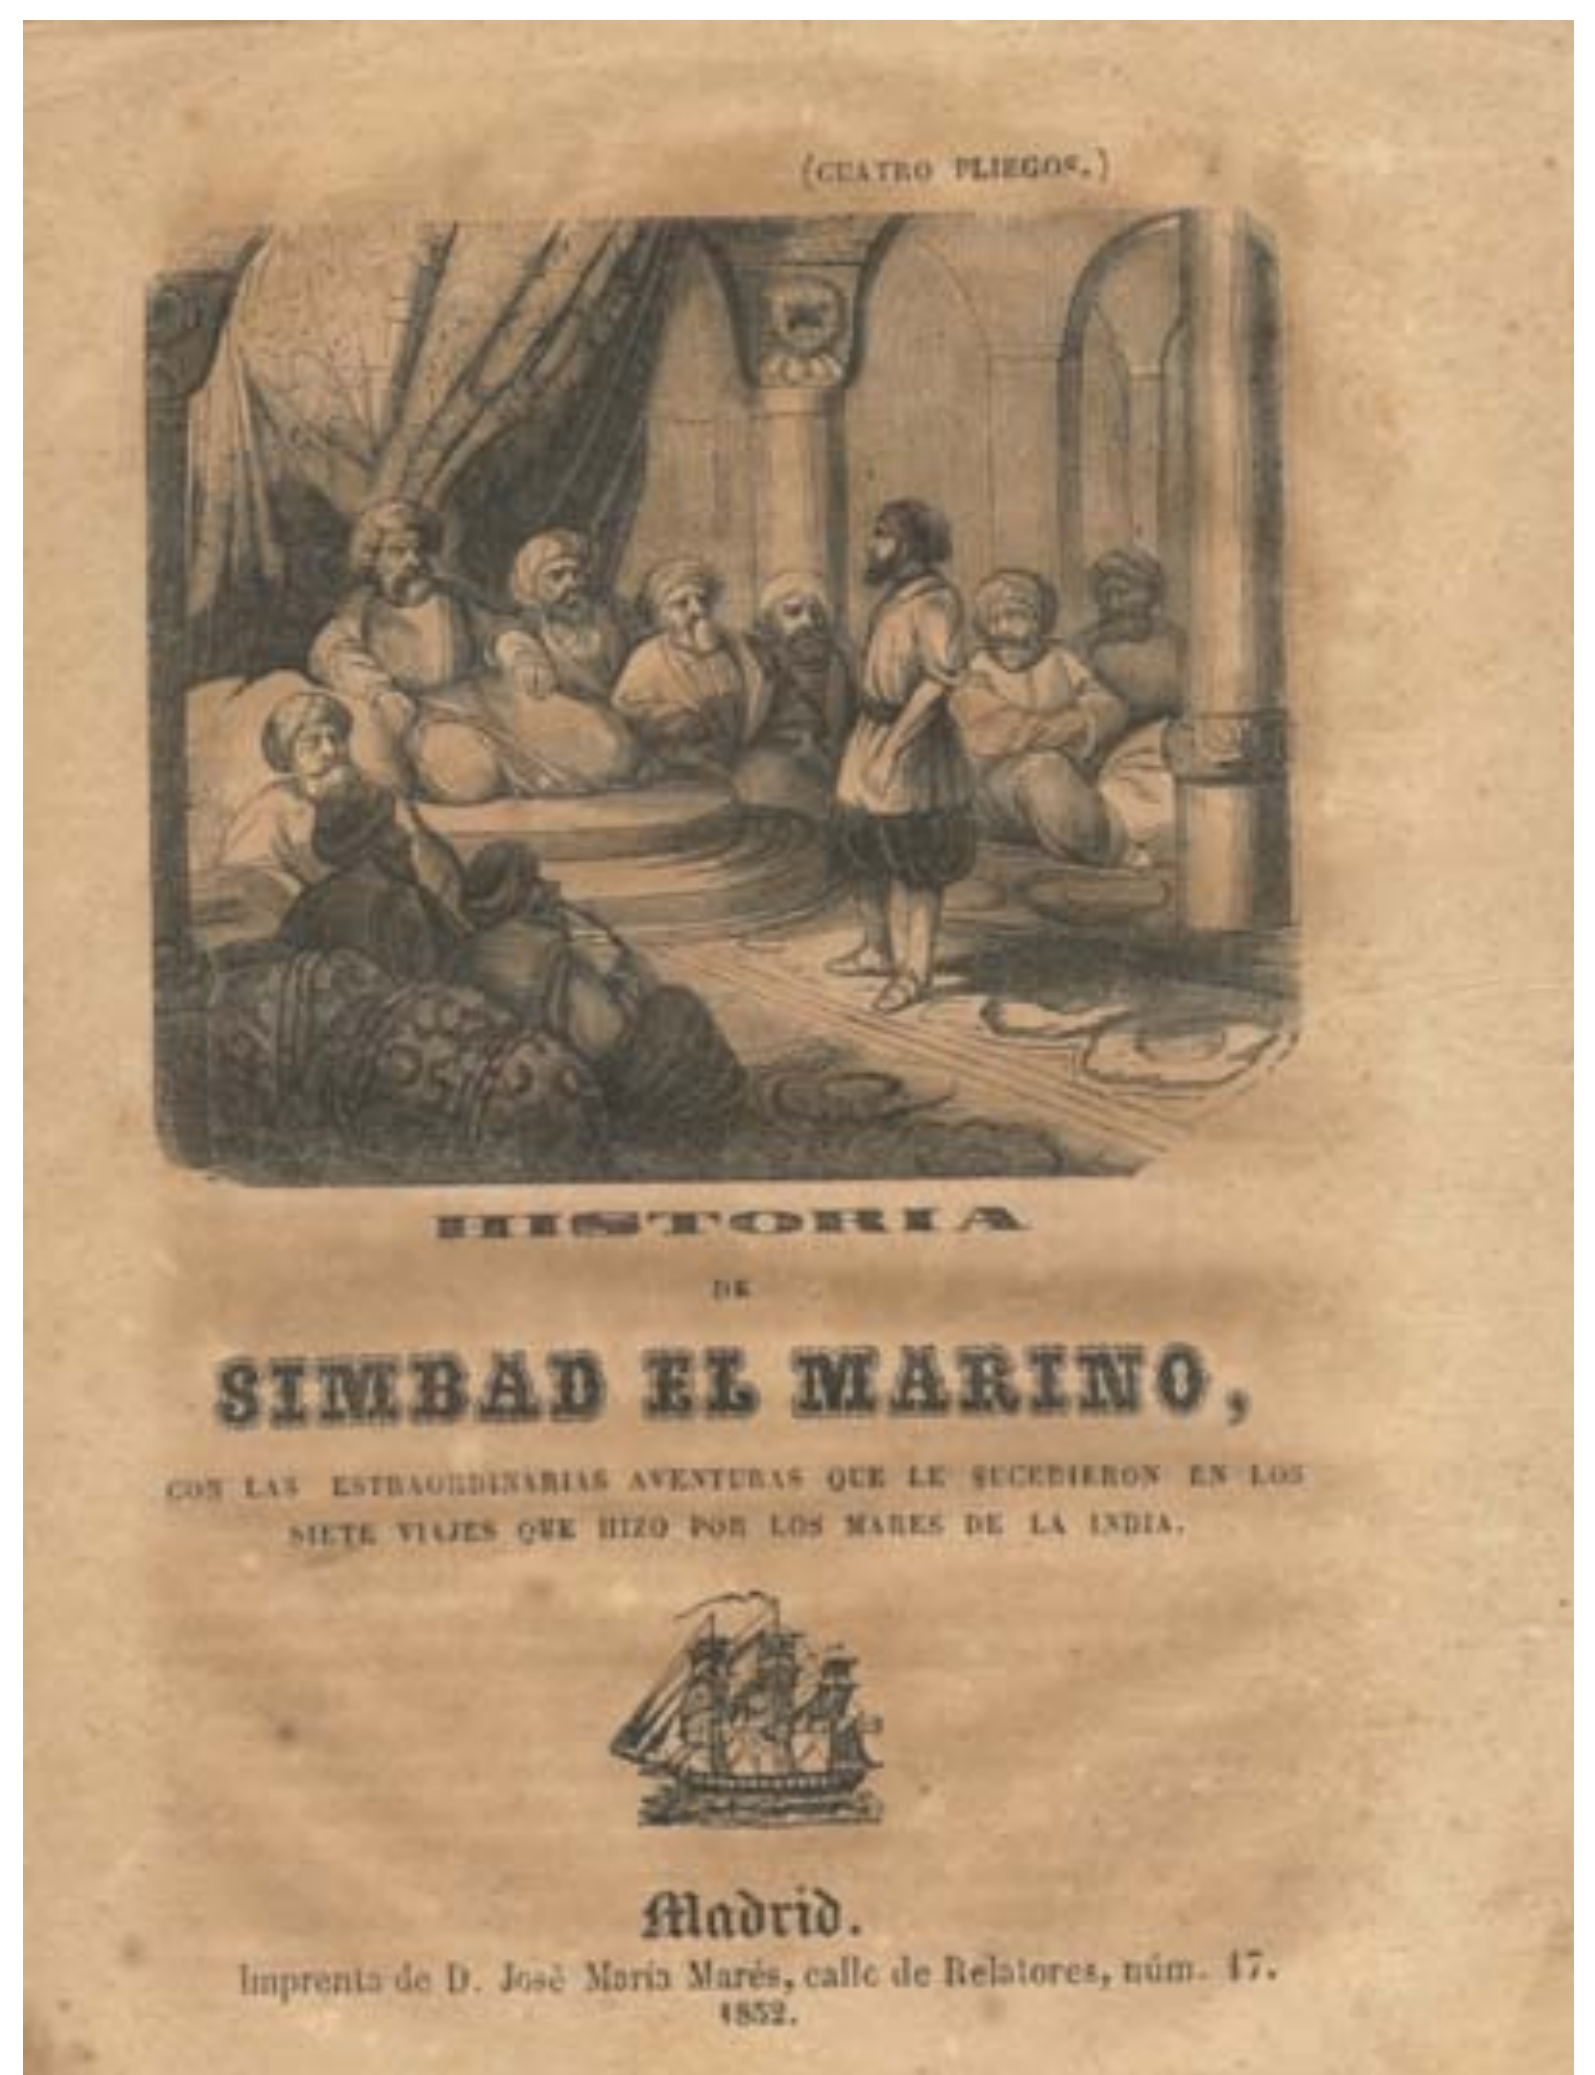 (CUATRO PLIEGOS.)
HISTORIA
DE
SIMBAD EL MARINO,
CON LAS ESTRAORDINARIAS AVENTURAS QUE LE SUCEDIERON EN LOS
SIETE VIAJES QUE HIZO POR LOS MARES DE LA INDIA.
Madrid.
Imprenta de D. José María Marés, calle de Relatores, núm. 17.
1852.